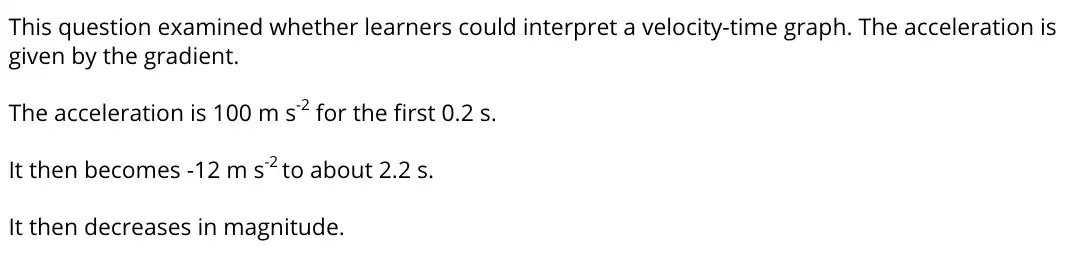 This question examined whether learners could interpret a velocity-time graph. The acceleration is
given by the gradient.
The acceleration is 100 m s⁻² for the first 0.2 s.
It then becomes -12 m s⁻² to about 2.2 s.
It then decreases in magnitude.